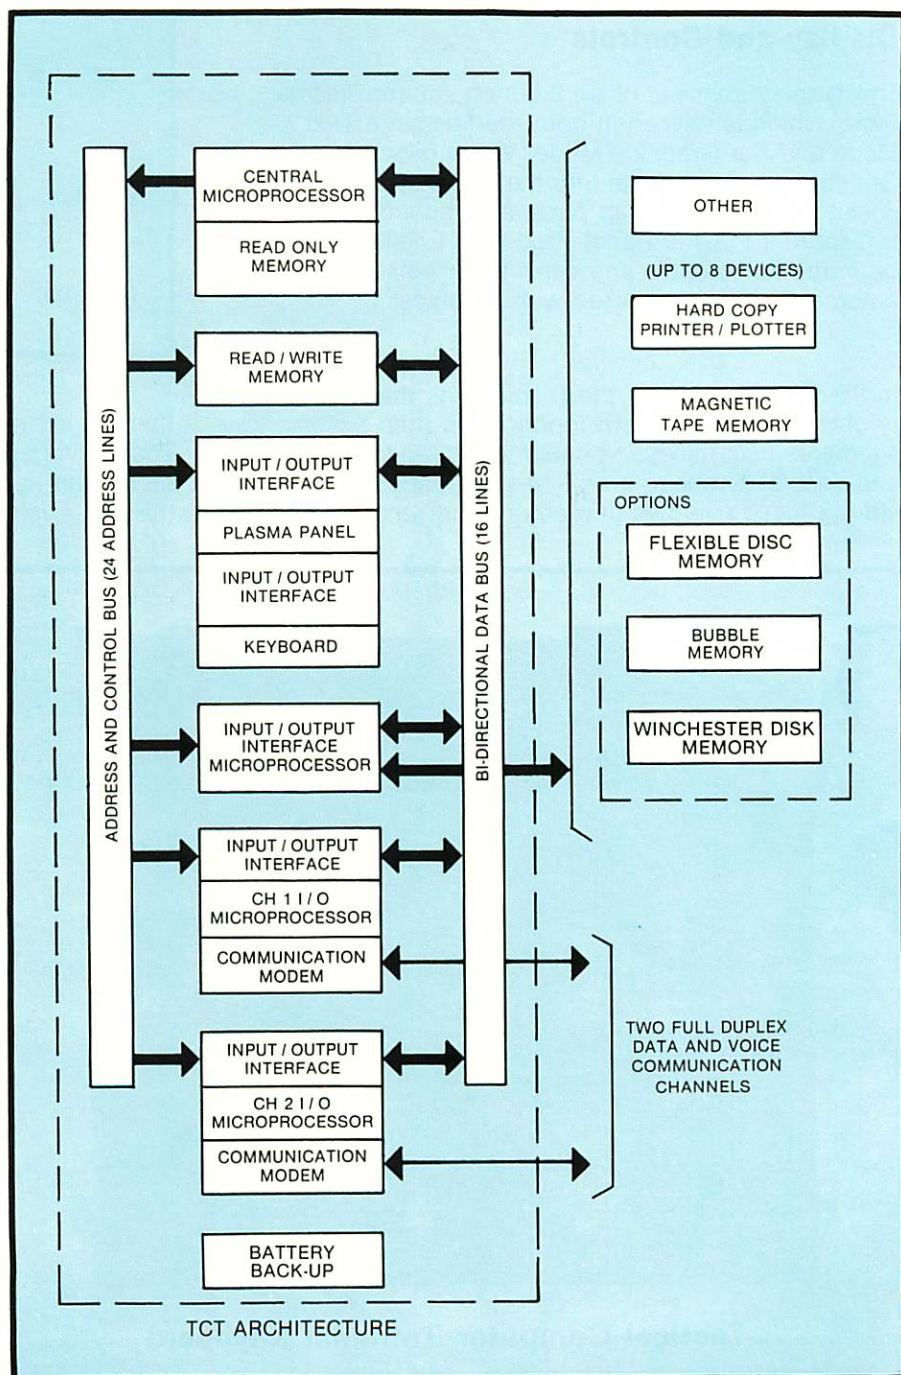 CENTRAL
MICROPROCESSOR
READ ONLY
MEMORY
READ / WRITE
MEMORY
INPUT / OUTPUT
INTERFACE
PLASMA PANEL
INPUT / OUTPUT
INTERFACE
KEYBOARD
INPUT / OUTPUT
INTERFACE
MICROPROCESSOR
INPUT / OUTPUT
INTERFACE
CH 1 I / O
MICROPROCESSOR
COMMUNICATION
MODEM
INPUT / OUTPUT
INTERFACE
CH 2 I / O
MICROPROCESSOR
COMMUNICATION
MODEM
BATTERY
BACK-UP
ADDRESS AND CONTROL BUS (24 ADDRESS LINES)
BI-DIRECTIONAL DATA BUS (16 LINES)
OTHER
(UP TO 8 DEVICES)
HARD COPY
PRINTER / PLOTTER
MAGNETIC
TAPE MEMORY
OPTIONS
FLEXIBLE DISC
MEMORY
BUBBLE
MEMORY
WINCHESTER DISK
MEMORY
TWO FULL DUPLEX
DATA AND VOICE
COMMUNICATION
CHANNELS
TCT ARCHITECTURE